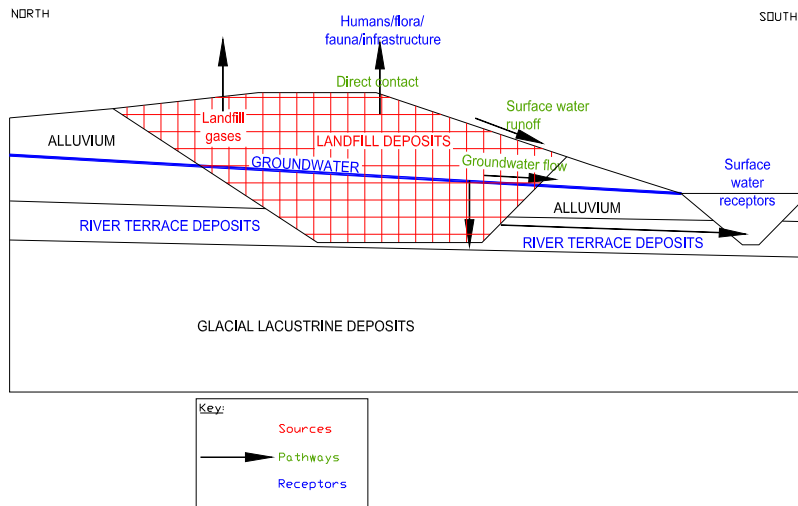 NORTH
SOUTH
Humans/flora/
fauna/infrastructure
Direct contact
Surface water
runoff
Landfill
gases
LANDFILL DEPOSITS
ALLUVIUM
GROUNDWATER
Groundwater flow
Surface
water
receptors
ALLUVIUM
RIVER TERRACE DEPOSITS
RIVER TERRACE DEPOSITS
GLACIAL LACUSTRINE DEPOSITS
Key:
Sources
Pathways
Receptors